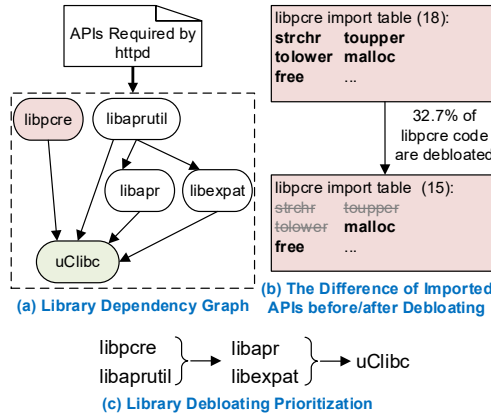 APIs Required by
httpd
libpcre
libaprutil
libapr
libexpat
uClibc
(a) Library Dependency Graph
libpcre import table (18):
strchr toupper
tolower malloc
free ...
32.7% of
libpcre code
are debloated
libpcre import table (15):
strchr toupper
tolower malloc
free ...
(b) The Difference of Imported
APIs before/after Debloating
libpcre libapr
uClibc
libaprutil libexpat
(c) Library Debloating Prioritization